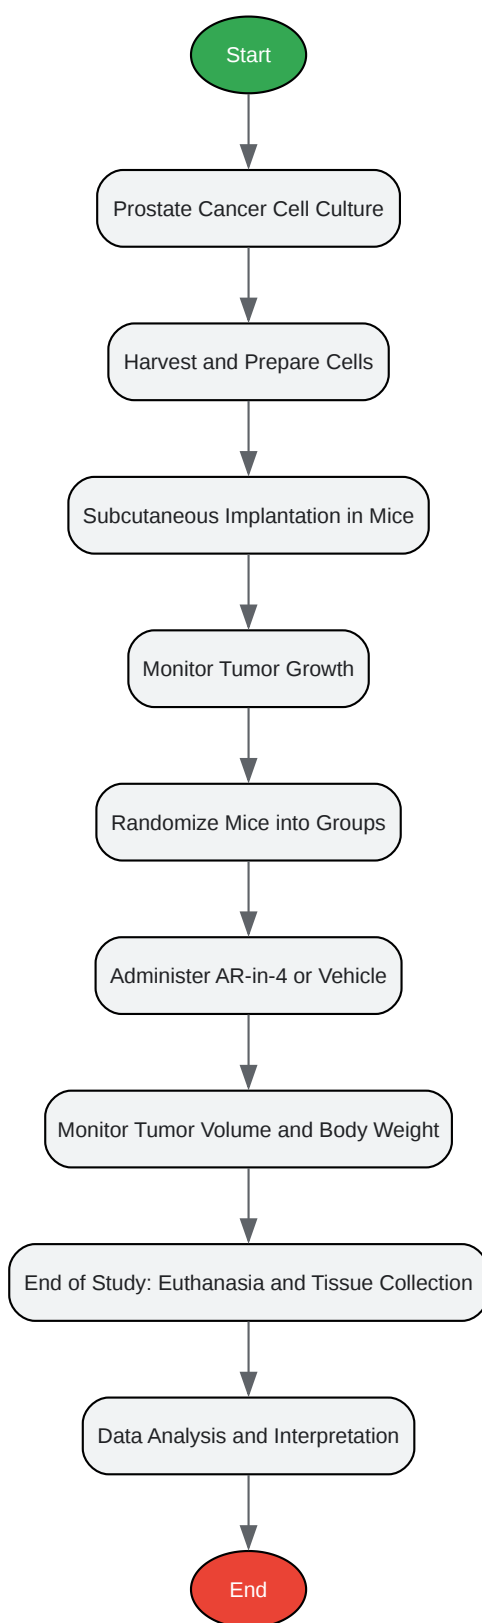 Start
Prostate Cancer Cell Culture
Harvest and Prepare Cells
Subcutaneous Implantation in Mice
Monitor Tumor Growth
Randomize Mice into Groups
Administer AR-in-4 or Vehicle
Monitor Tumor Volume and Body Weight
End of Study: Euthanasia and Tissue Collection
Data Analysis and Interpretation
End